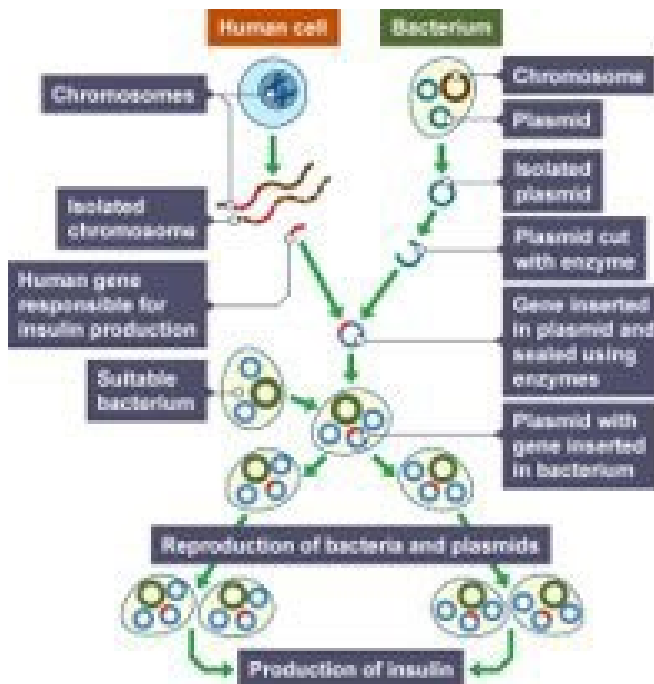 Human cell
Bacterium
Chromosomes
Chromosome
Plasmid
Isolated
chromosome
Isolated
plasmid
Human gene
responsible for
insulin production
Plasmid cut
with enzyme
Gene inserted
in plasmid and
sealed using
enzymes
Suitable
bacterium
Plasmid with
gene inserted
in bacterium
Reproduction of bacteria and plasmids
Production of insulin